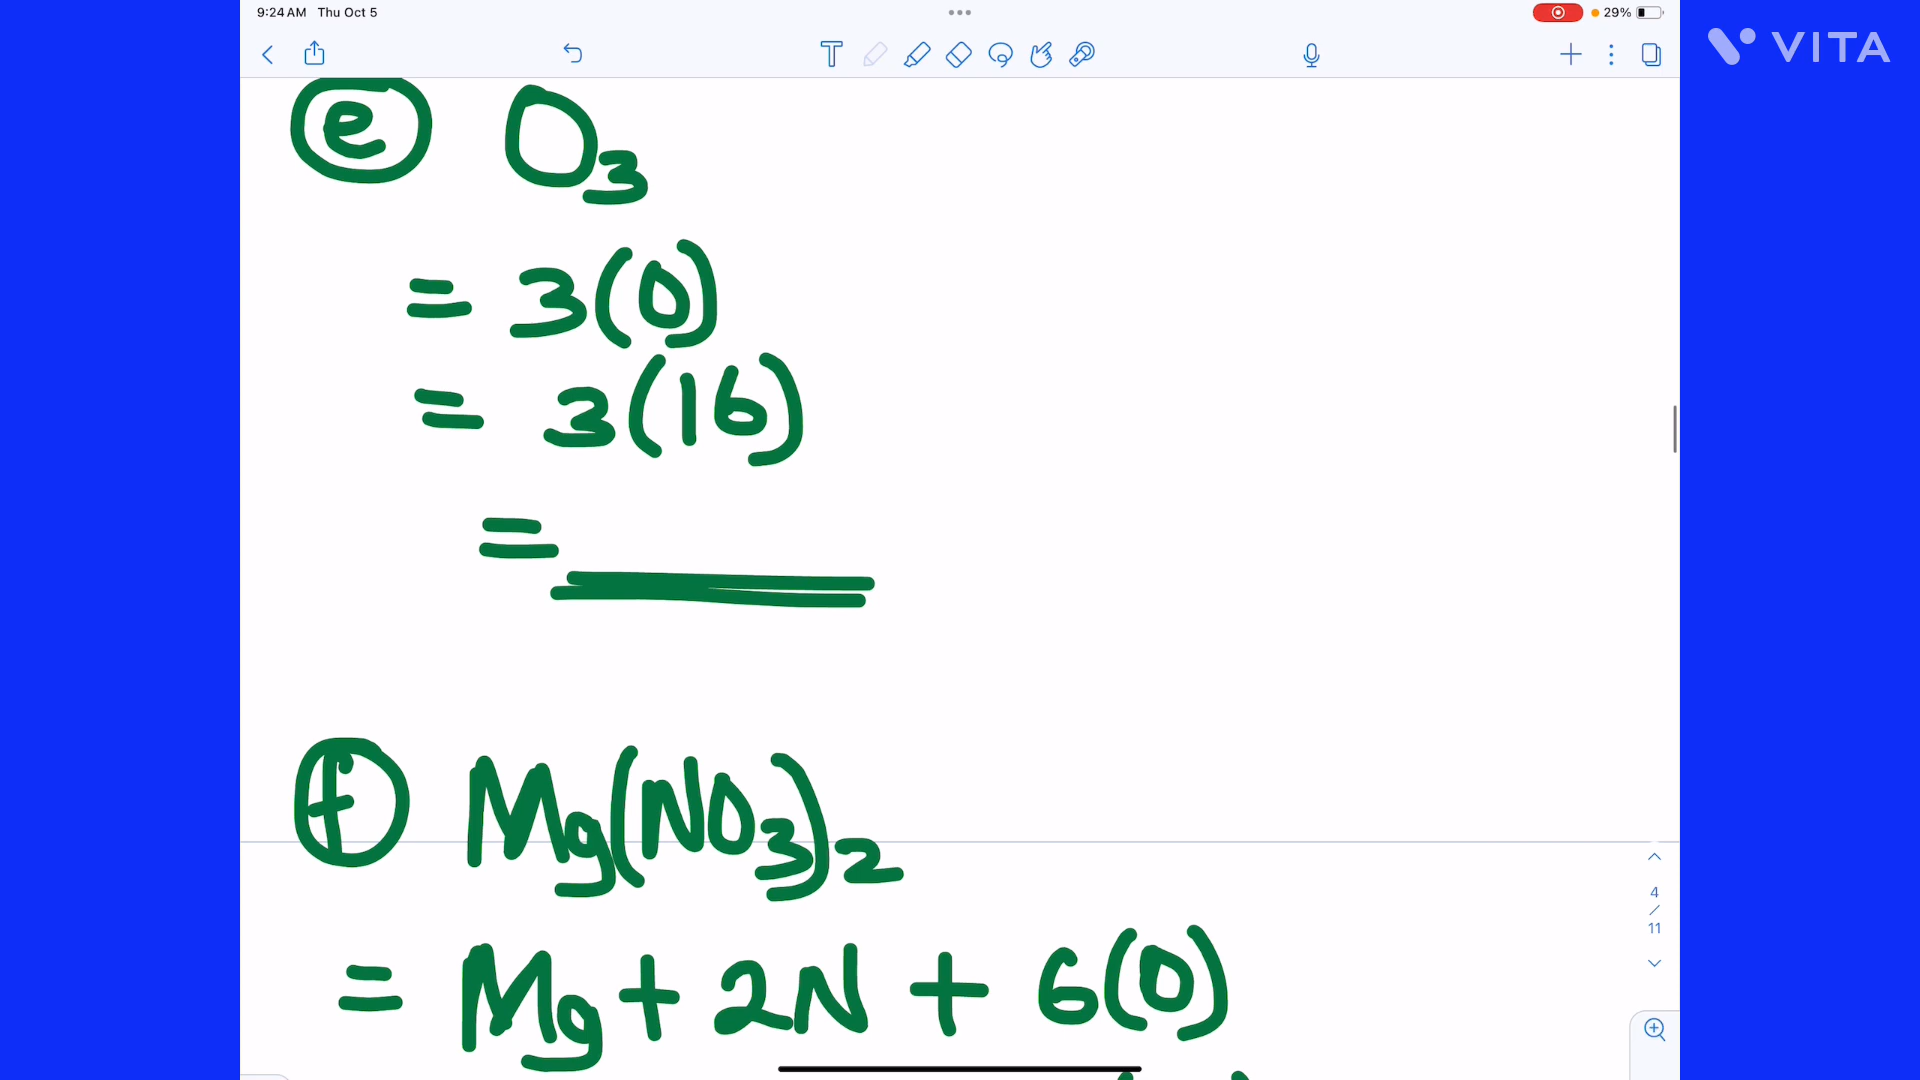 9:24 AM Thu Oct 5
29%
VITA
T
e O₃
= 3(O)
= 3(16)
=
f Mg(NO₃)₂
= Mg + 2N + 6(O)
4
/
11